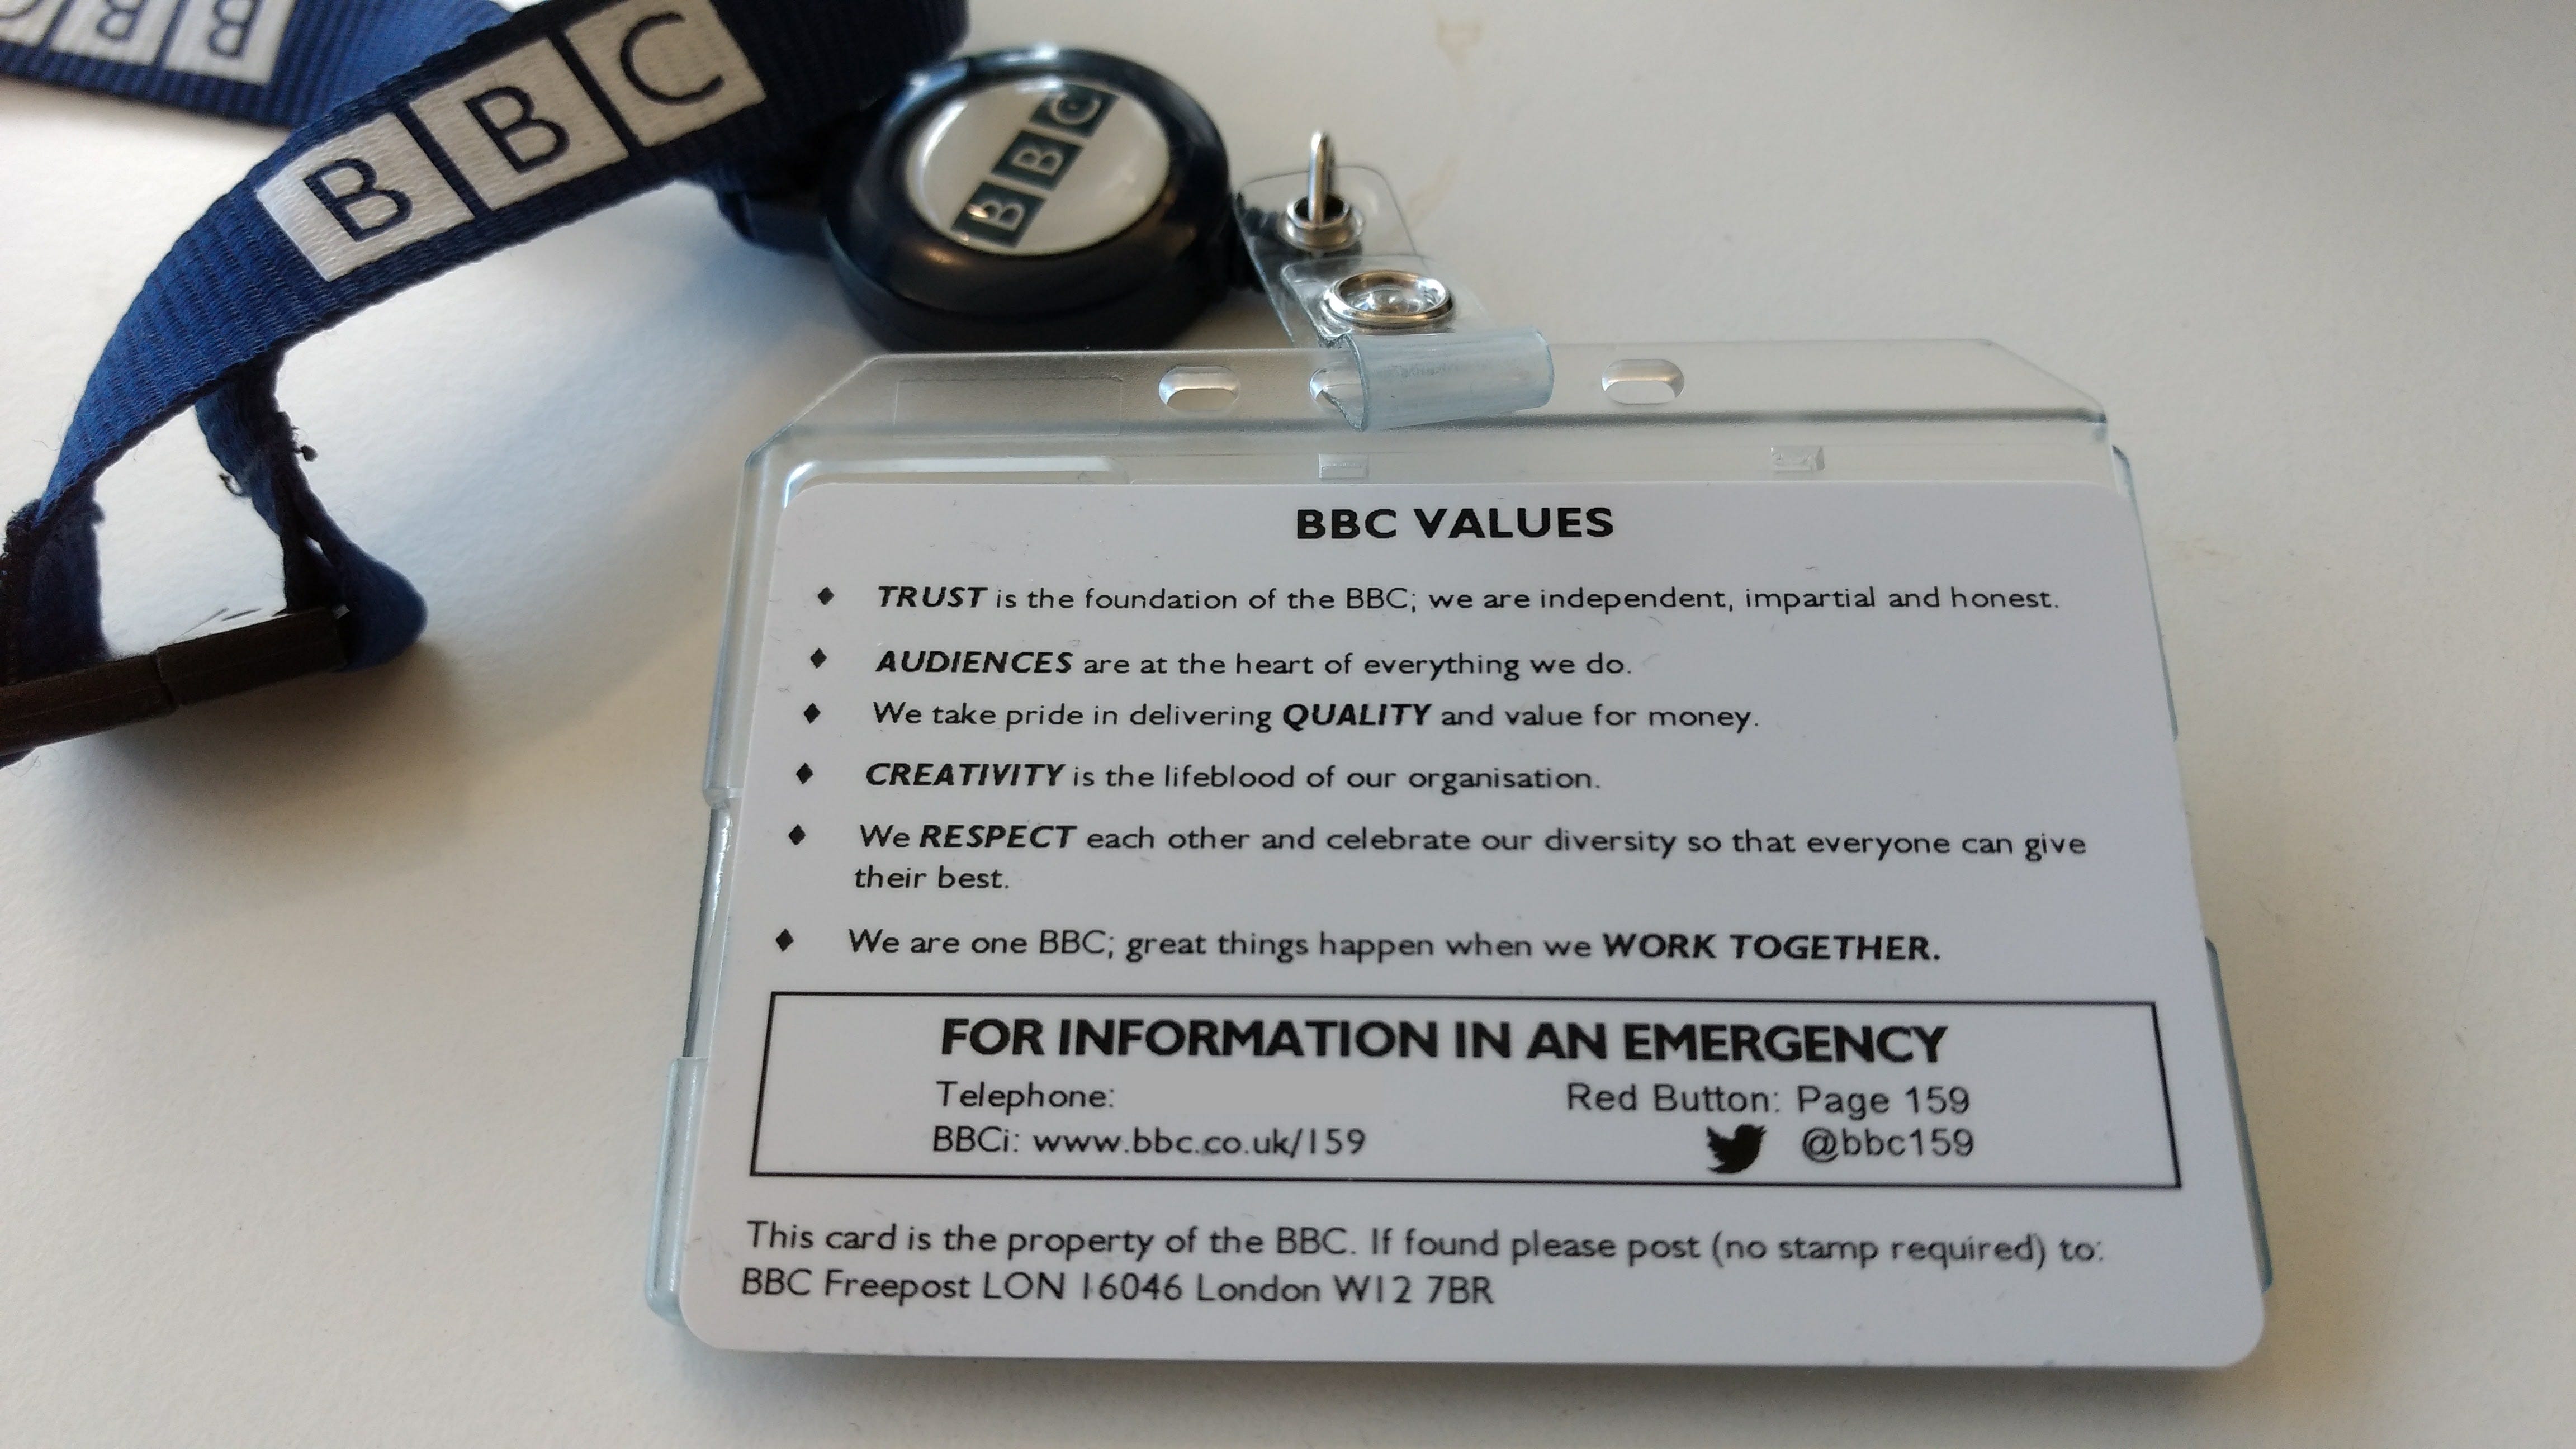 BBC
BBC
BBC
BBC VALUES
♦ TRUST is the foundation of the BBC; we are independent, impartial and honest.
♦ AUDIENCES are at the heart of everything we do.
♦ We take pride in delivering QUALITY and value for money.
♦ CREATIVITY is the lifeblood of our organisation.
♦ We RESPECT each other and celebrate our diversity so that everyone can give
their best.
♦ We are one BBC; great things happen when we WORK TOGETHER.
FOR INFORMATION IN AN EMERGENCY
Telephone: Red Button: Page 159
BBCi: www.bbc.co.uk/159 @bbc159
This card is the property of the BBC. If found please post (no stamp required) to:
BBC Freepost LON 16046 London W12 7BR